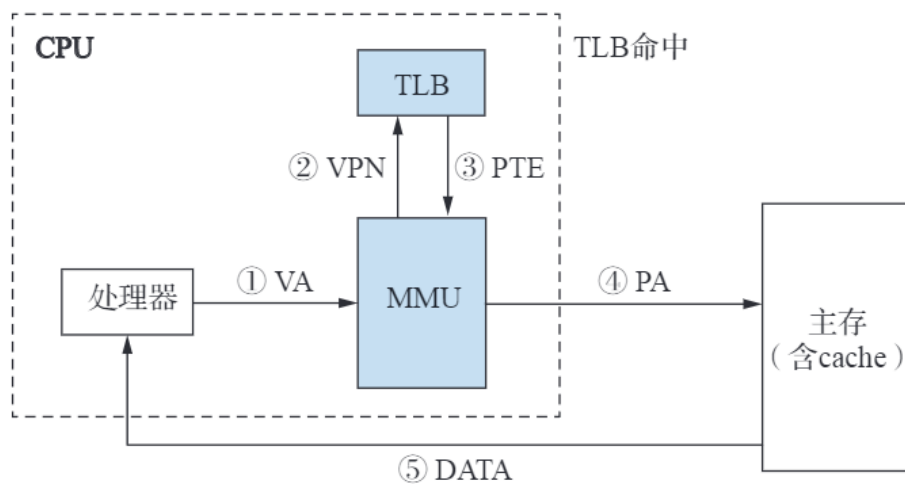 CPU
TLB命中
TLB
② VPN
③ PTE
处理器
① VA
MMU
④ PA
主存
（含cache）
⑤ DATA